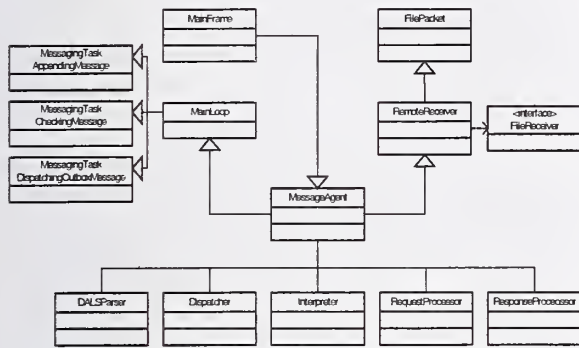 MainFrame
FilePacket
MessagingTask
AppendingMessage
MessagingTask
CheckingMessage
MainLoop
RemoteReceiver
<interface>
FileReceiver
MessagingTask
DispatchingOutboxMessage
MessageAgent
DALSParser
Dispatcher
Interpreter
RequestProcessor
ResponseProcessor